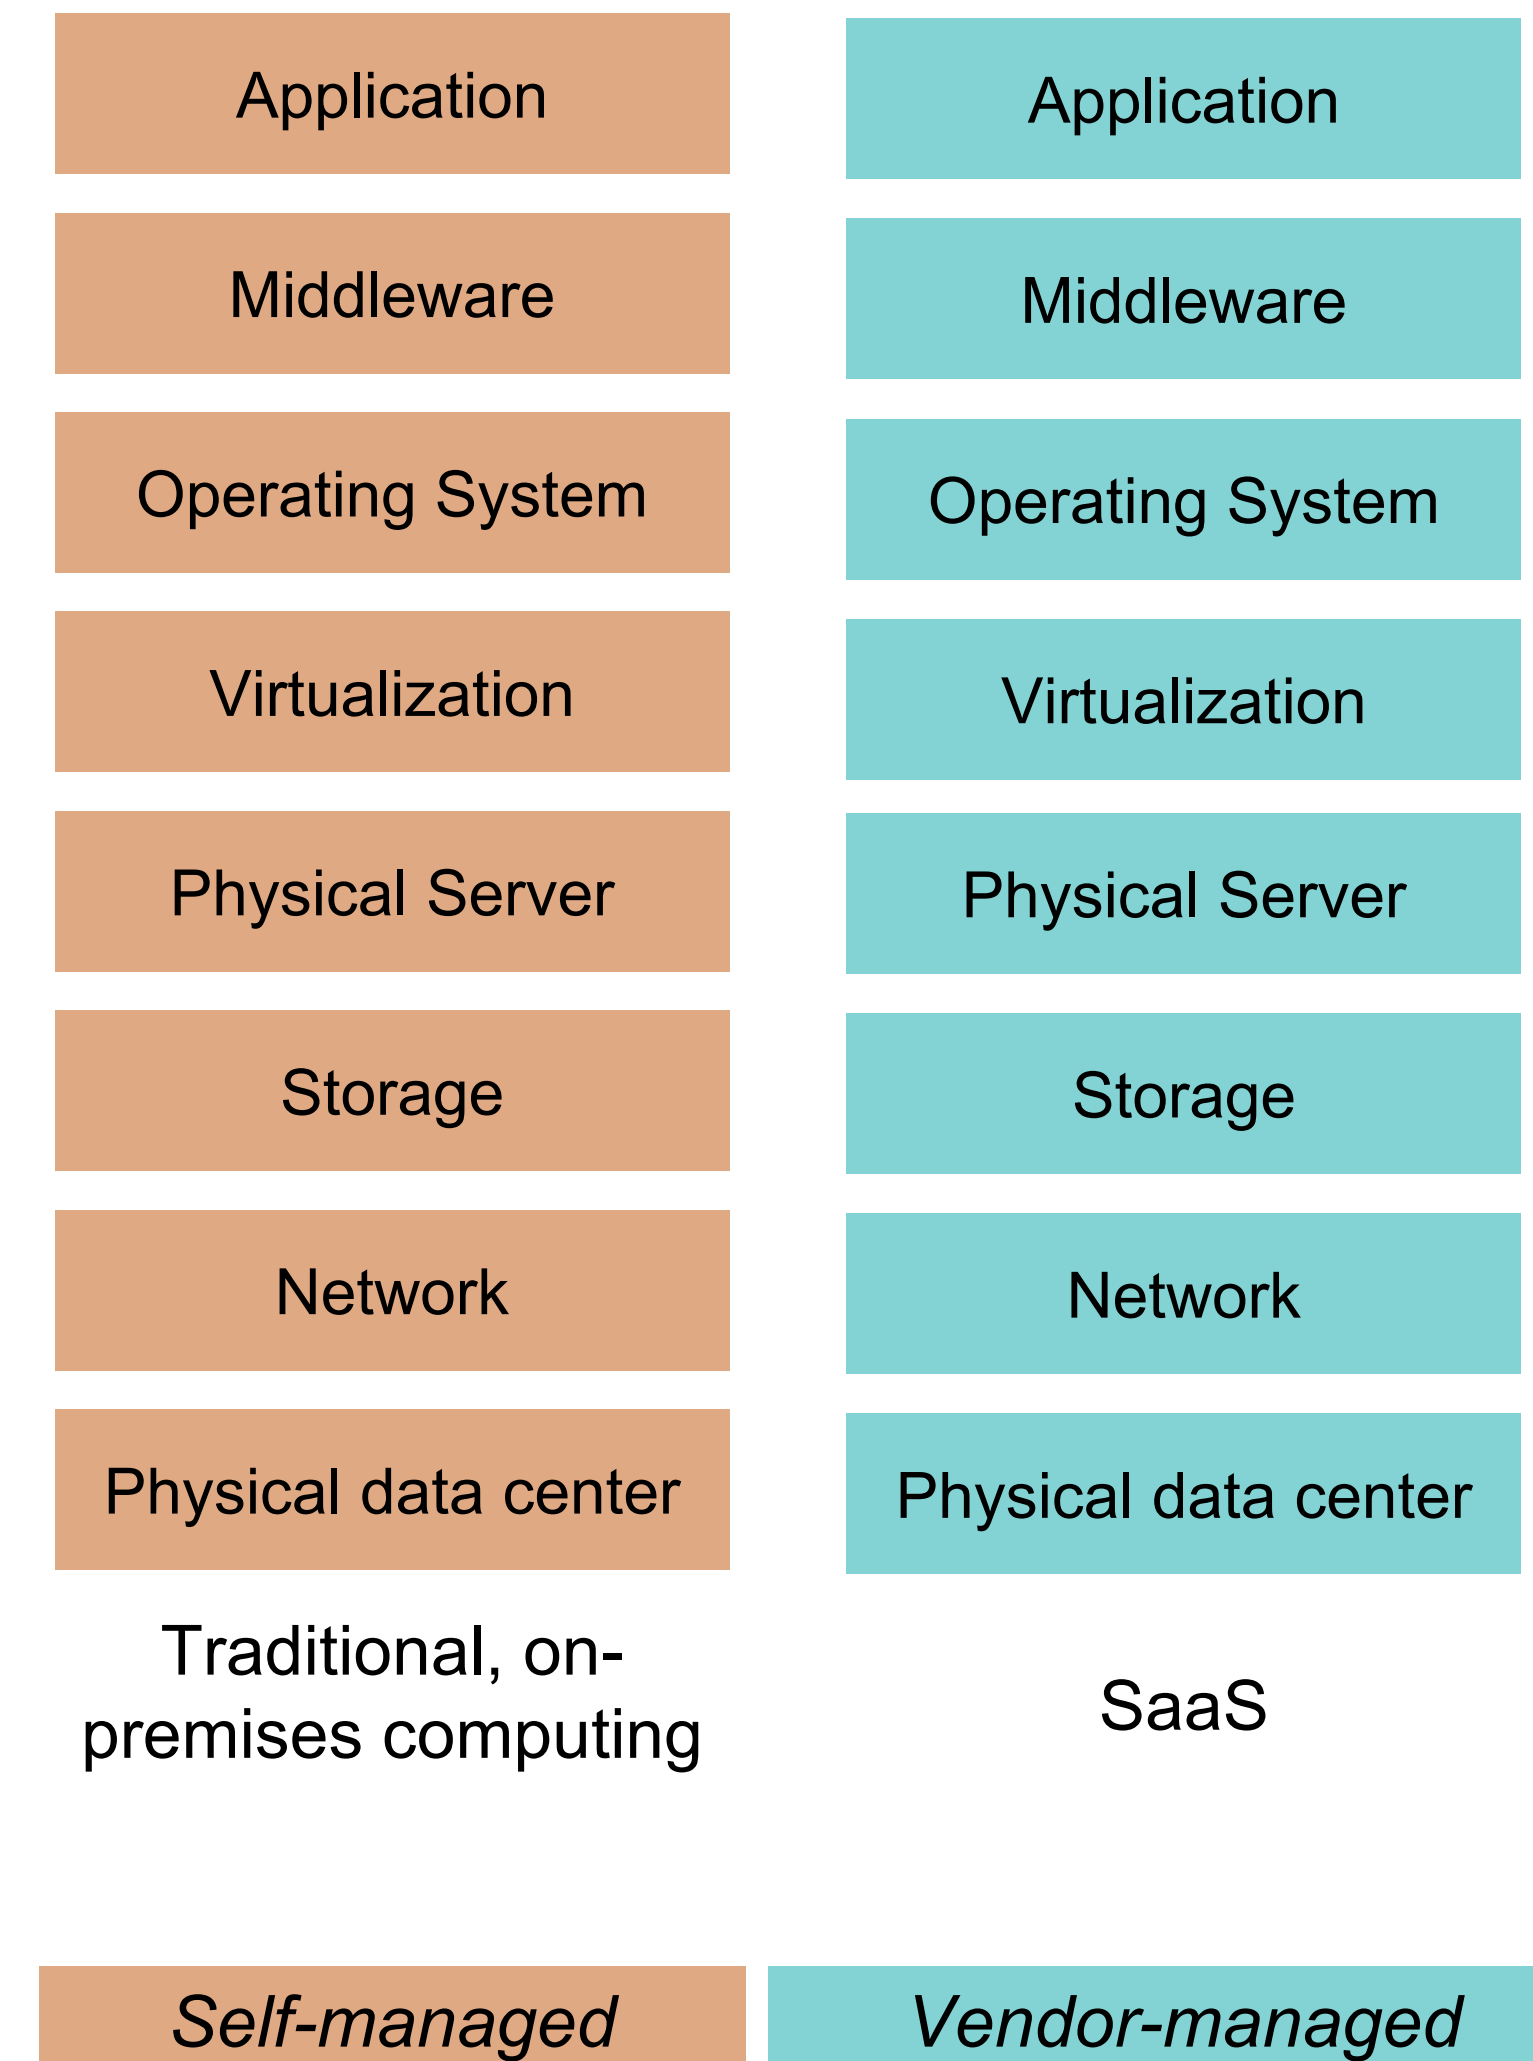 Application
Middleware
Operating System
Virtualization
Physical Server
Storage
Network
Physical data center
Traditional, on-
premises computing
Self-managed
Application
Middleware
Operating System
Virtualization
Physical Server
Storage
Network
Physical data center
SaaS
Vendor-managed